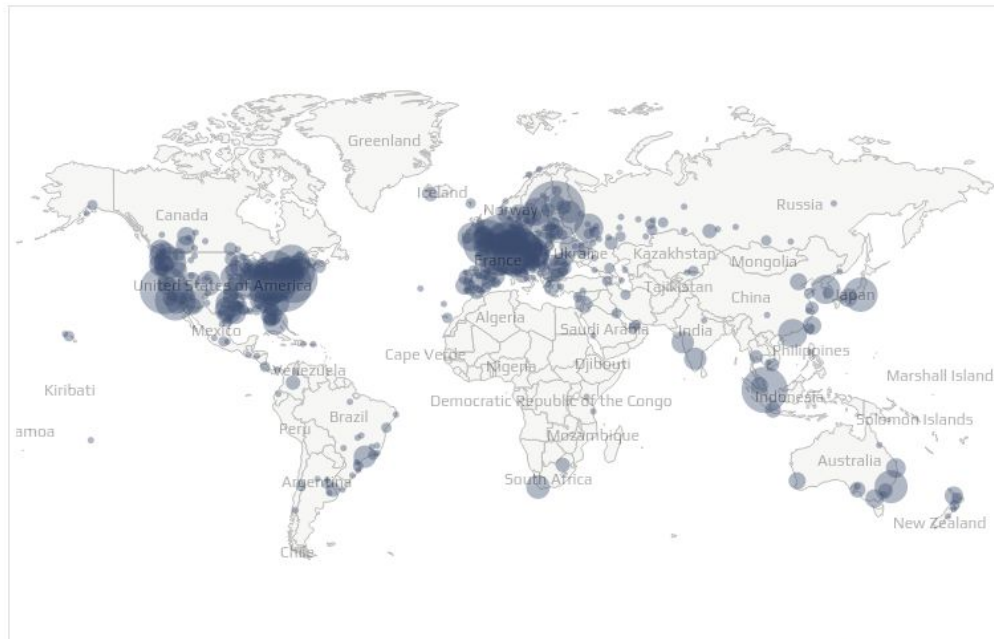 Greenland
Iceland
Norway
Russia
Canada
France
Ukraine
Kazakhstan
Mongolia
United States of America
Tajikistan
China
Japan
Mexico
Algeria
Saudi Arabia
India
Cape Verde
Nigeria
Djibouti
Philippines
Venezuela
Kiribati
Marshall Island
Democratic Republic of the Congo
Indonesia
Brazil
Solomon Islands
amoa
Peru
Mozambique
Australia
Argentina
South Africa
New Zealand
Chile